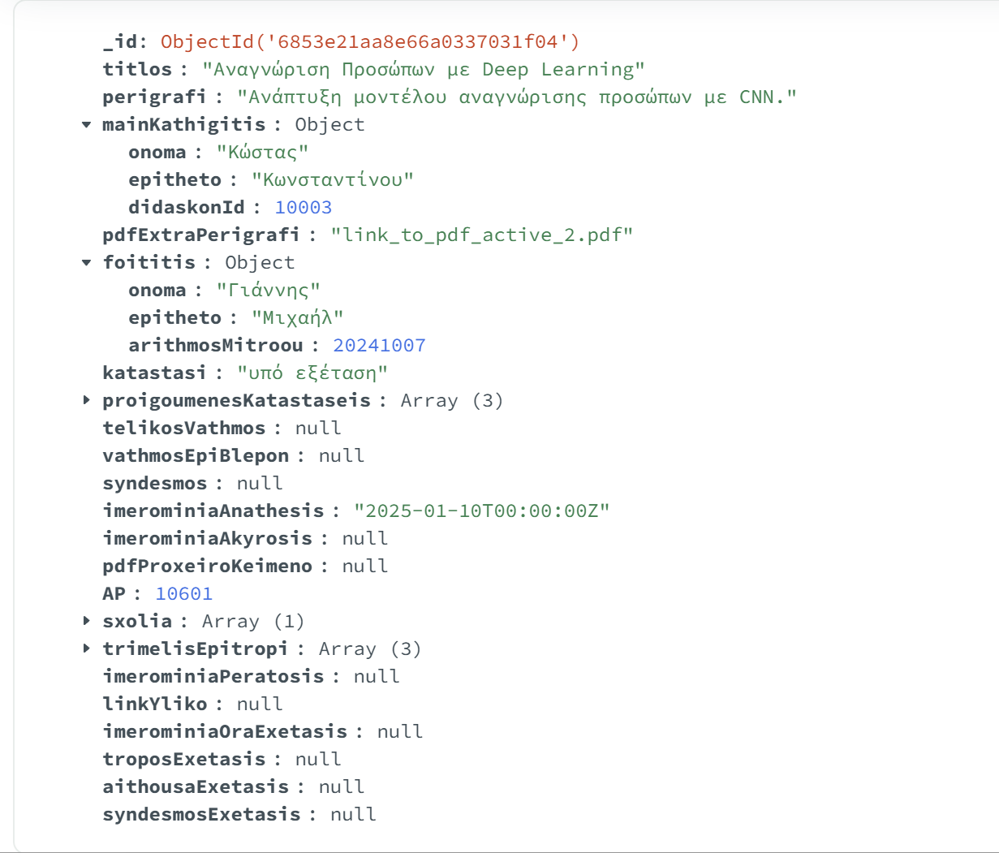 _id: ObjectId('6853e21aa8e66a0337031f04')
titlos : "Αναγνώριση Προσώπων με Deep Learning"
perigrafi : "Ανάπτυξη μοντέλου αναγνώρισης προσώπων με CNN."
mainKathigitis : Object
onoma : "Κώστας"
epitheto : "Κωνσταντίνου"
didaskonId : 10003
pdfExtraPerigrafi : "link_to_pdf_active_2.pdf"
foititis : Object
onoma : "Γιάννης"
epitheto : "Μιχαήλ"
arithmosMitroou : 20241007
katastasi : "υπό εξέταση"
proigoumenesKatastaseis : Array (3)
telikosVathmos : null
vathmosEpiBlepon : null
syndesmos : null
imerominiaAnathesis : "2025-01-10T00:00:00Z"
imerominiaAkyrosis : null
pdfProxeiroKeimeno : null
AP : 10601
sxolia : Array (1)
trimelisEpitropi : Array (3)
imerominiaPeratosis : null
linkYliko : null
imerominiaOraExetasis : null
troposExetasis : null
aithousaExetasis : null
syndesmosExetasis : null